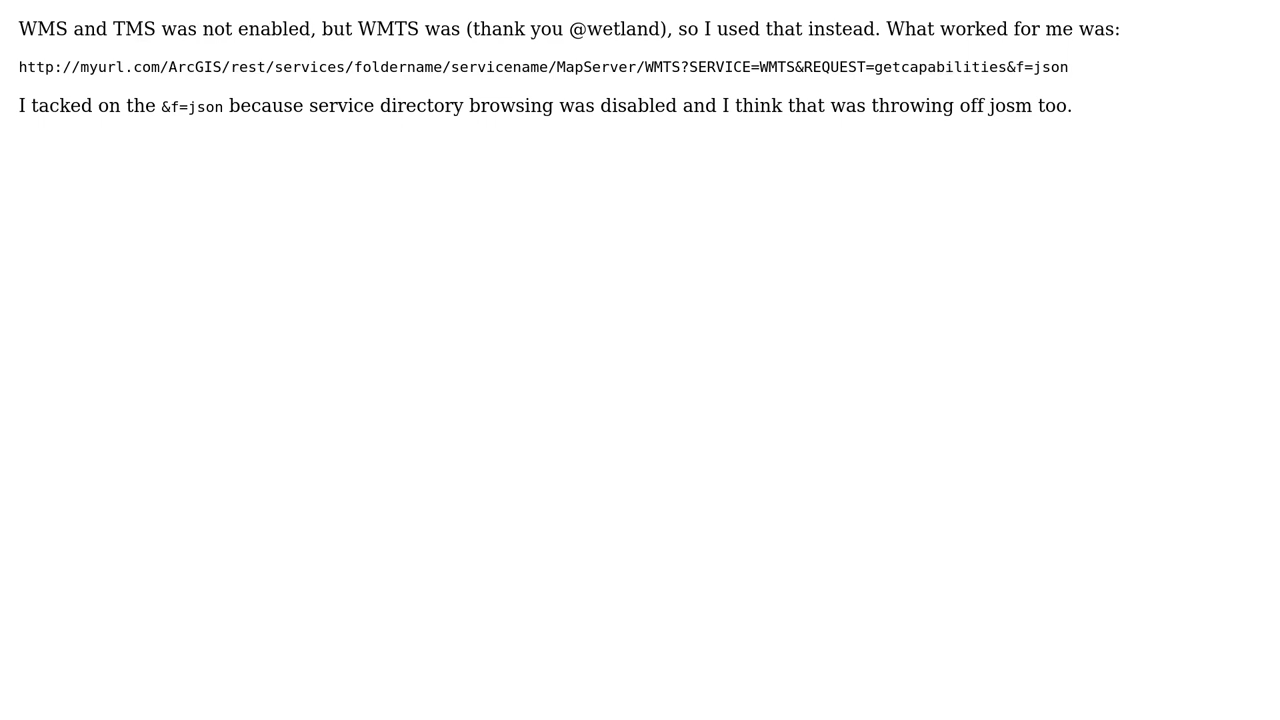 WMS and TMS was not enabled, but WMTS was (thank you @wetland), so I used that instead. What worked for me was:
http://myurl.com/ArcGIS/rest/services/foldername/servicename/MapServer/WMTS?SERVICE=WMTS&REQUEST=getcapabilities&f=json
I tacked on the &f=json because service directory browsing was disabled and I think that was throwing off josm too.